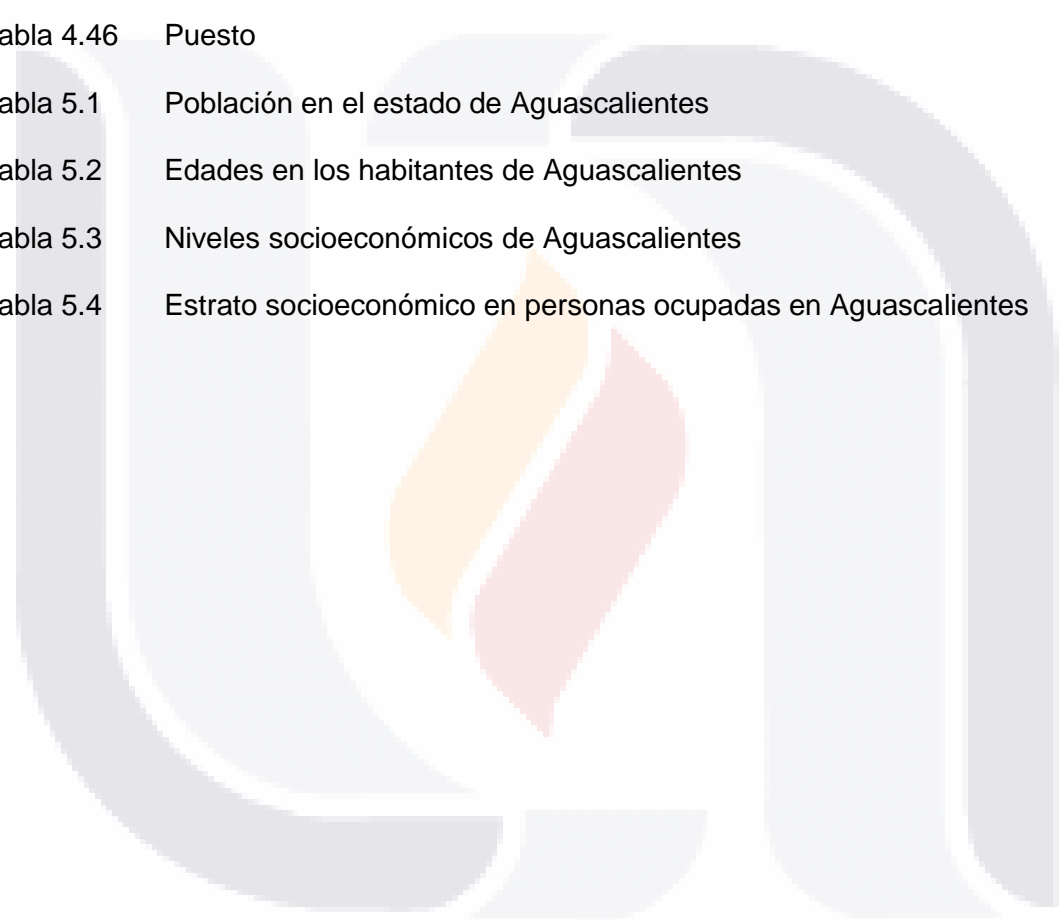 abla 4.46 Puesto
abla 5.1 Población en el estado de Aguascalientes
abla 5.2 Edades en los habitantes de Aguascalientes
abla 5.3 Niveles socioeconómicos de Aguascalientes
abla 5.4 Estrato socioeconómico en personas ocupadas en Aguascalientes